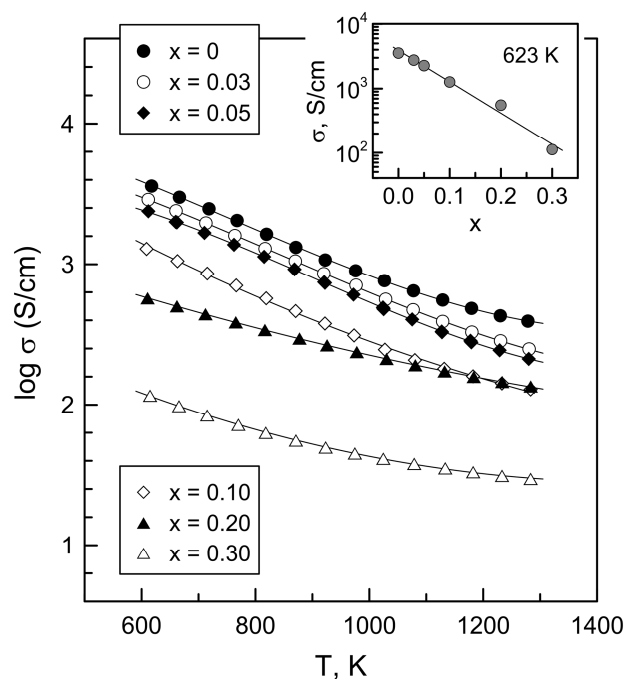 x = 0
x = 0.03
x = 0.05
10⁴
10³
10²
σ, S/cm
623 K
0.0 0.1 0.2 0.3
x
4
3
2
1
log σ (S/cm)
x = 0.10
x = 0.20
x = 0.30
600 800 1000 1200 1400
T, K